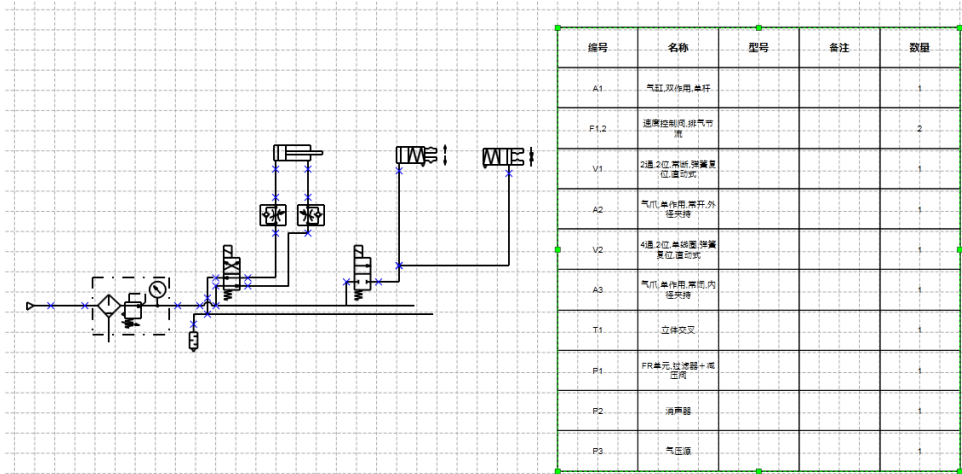 编号 名称 型号 备注 数量
A1 气缸,双作用,单杆 1
F1,2 速度控制阀,排气节
流 2
V1 2通,2位,常断,弹簧复
位,直动式 1
A2 气爪,单作用,常开,外
径夹持 1
V2 4通,2位,单线圈,弹簧
复位,直动式 1
A3 气爪,单作用,常闭,内
径夹持 1
T1 立体交叉 1
P1 FR单元,过滤器+减
压阀 1
P2 消声器 1
P3 气压源 1